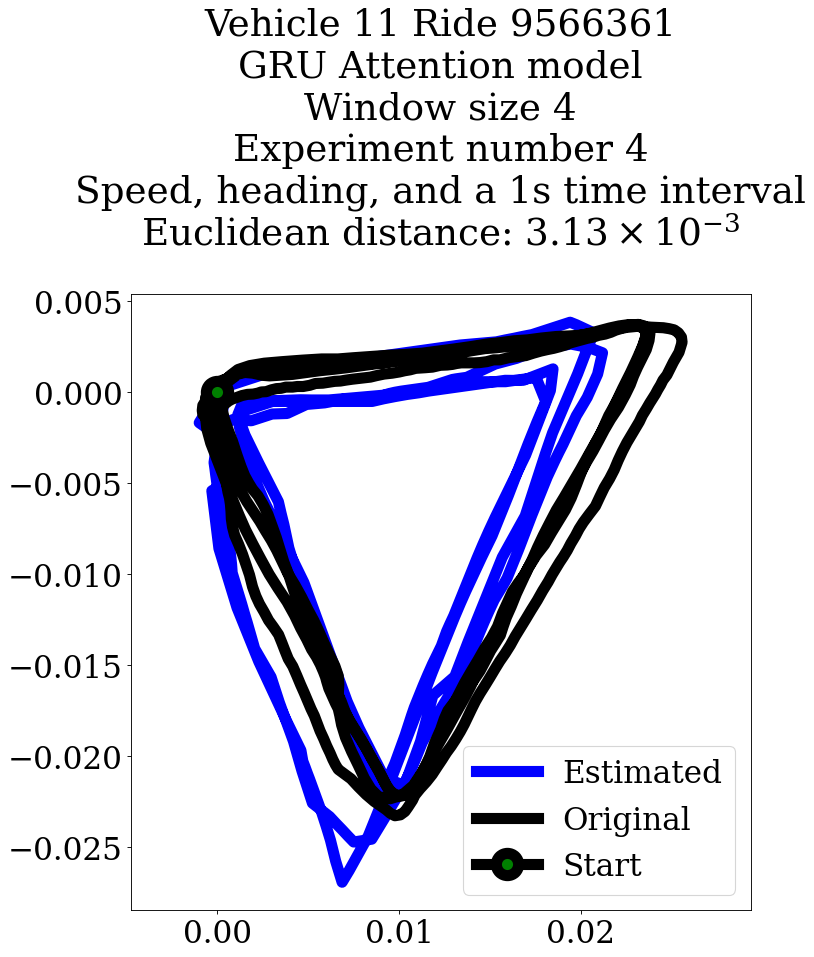 Vehicle 11 Ride 9566361
GRU Attention model
Window size 4
Experiment number 4
Speed, heading, and a 1s time interval
Euclidean distance: 3.13 × 10⁻³
0.005
0.000
−0.005
−0.010
−0.015
−0.020
−0.025
Estimated
Original
Start
0.00 0.01 0.02